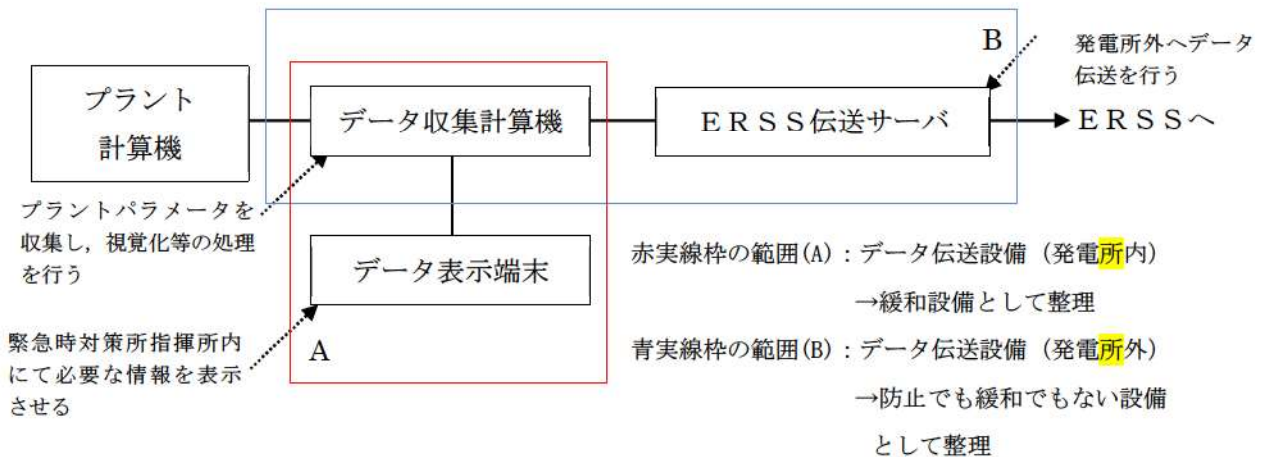 B
発電所外へデータ
伝送を行う
プラント
計算機
データ収集計算機
ＥＲＳＳ伝送サーバ
ＥＲＳＳへ
プラントパラメータを
収集し，視覚化等の処理
を行う
データ表示端末
緊急時対策所指揮所内
にて必要な情報を表示
させる
A
赤実線枠の範囲(A)：データ伝送設備（発電所内）
→緩和設備として整理
青実線枠の範囲(B)：データ伝送設備（発電所外）
→防止でも緩和でもない設備
として整理